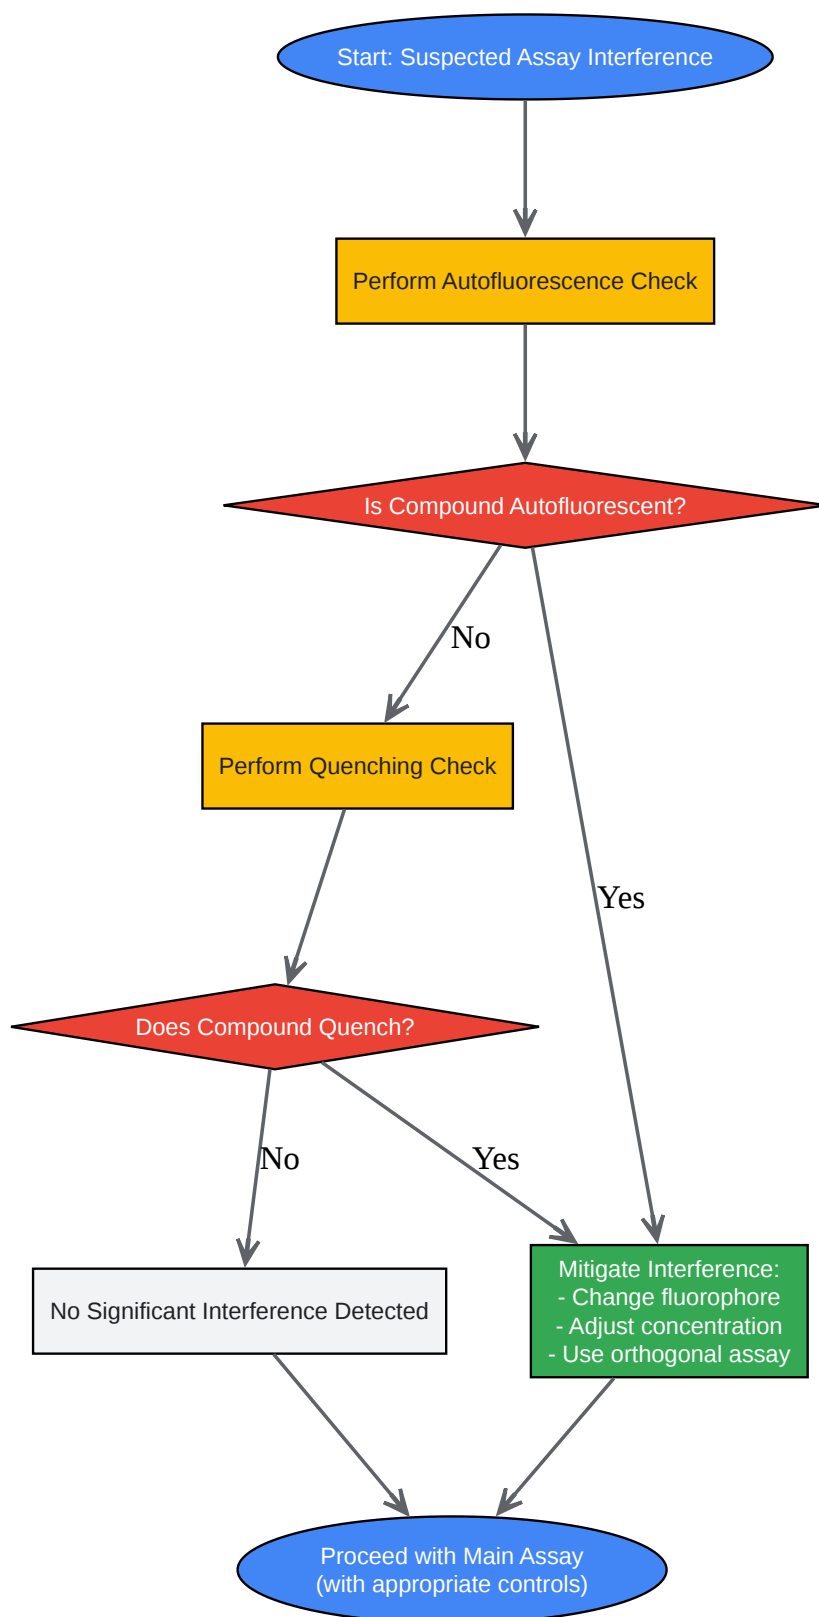 Start: Suspected Assay Interference
Perform Autofluorescence Check
Is Compound Autofluorescent?
No
Perform Quenching Check
Yes
Does Compound Quench?
No
Yes
Mitigate Interference:
- Change fluorophore
- Adjust concentration
- Use orthogonal assay
No Significant Interference Detected
Proceed with Main Assay
(with appropriate controls)